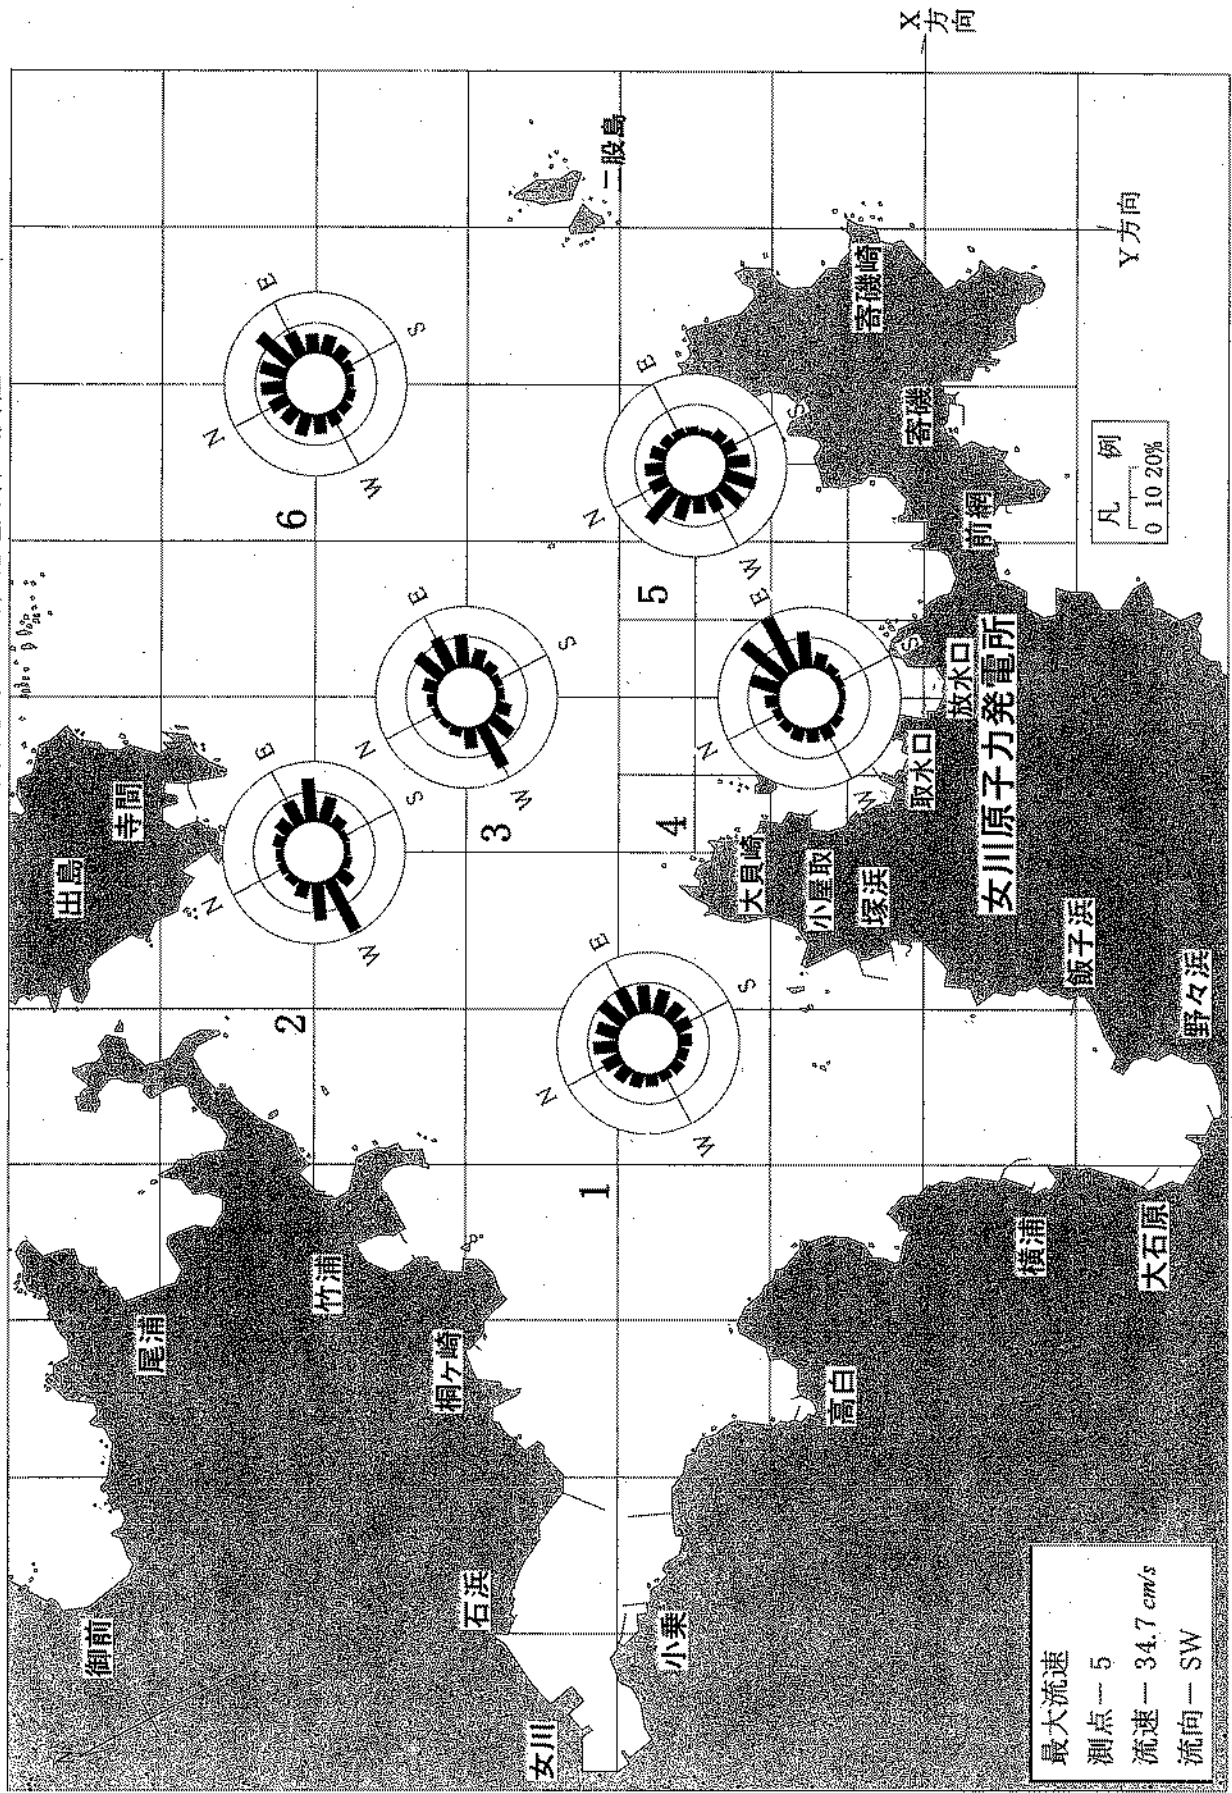 出島
寺間
二股島
尾浦
竹浦
桐ヶ崎
御前
石浜
女川
小乗
高白
横浦
大石原
野々浜
飯子浜
塚浜
小屋取
大貝崎
取水口
放水口
女川原子力発電所
前網
寄磯
寄磯崎
1
N
E
S
W
2
N
E
S
W
3
N
E
S
W
4
N
E
S
W
5
N
E
S
W
6
N
E
S
W
N
X
方向
Y方向
凡 例
0 10 20%
最大流速
測点－5
流速－34.7 cm/s
流向－SW